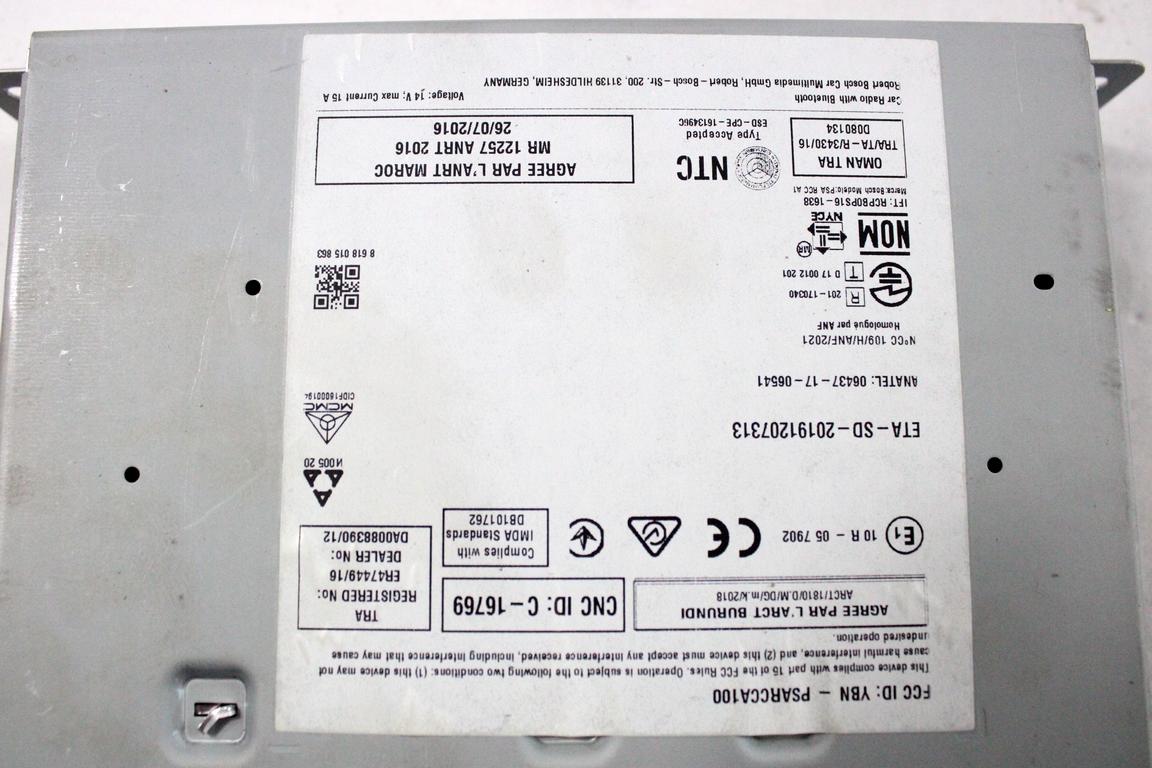 FCC ID: YBN - PSARCCA100
This device complies with part 15 of the FCC Rules. Operation is subject to the following two conditions: (1) this device may not
cause harmful interference, and (2) this device must accept any interference received, including interference that may cause
undesired operation.
AGREE PAR L'ARCT BURUNDI
ARCT/1810/D.M/DG/m.k/2018
CNC ID: C-16769
TRA
REGISTERED No:
ER47449/16
DEALER No:
DA0088390/12
E1
10 R - 05 7902
CE
Complies with
IMDA Standards
DB101762
И005 20
ETA-SD-20191207313
MCMC
CIDF16000194
ANATEL: 06437-17-06541
N°CC 109/H/ANF/2021
Homologué par ANF
R 201-170340
T D 17 0012 201
8 618 015 863
NOM
MR
NYCE
IFT: RCPBOPS16-1638
Marca:Bosch Modelo:PSA RCC A1
OMAN TRA
TRA/TA-R/3430/16
D080134
NTC
Type Accepted
ESD-CPE-1613496C
AGREE PAR L'ANRT MAROC
MR 12257 ANRT 2016
26/07/2016
Car Radio with Bluetooth
Voltage: 14 V; max Current 15 A
Robert Bosch Car Multimedia GmbH, Robert-Bosch-Str. 200, 31139 HILDESHEIM, GERMANY